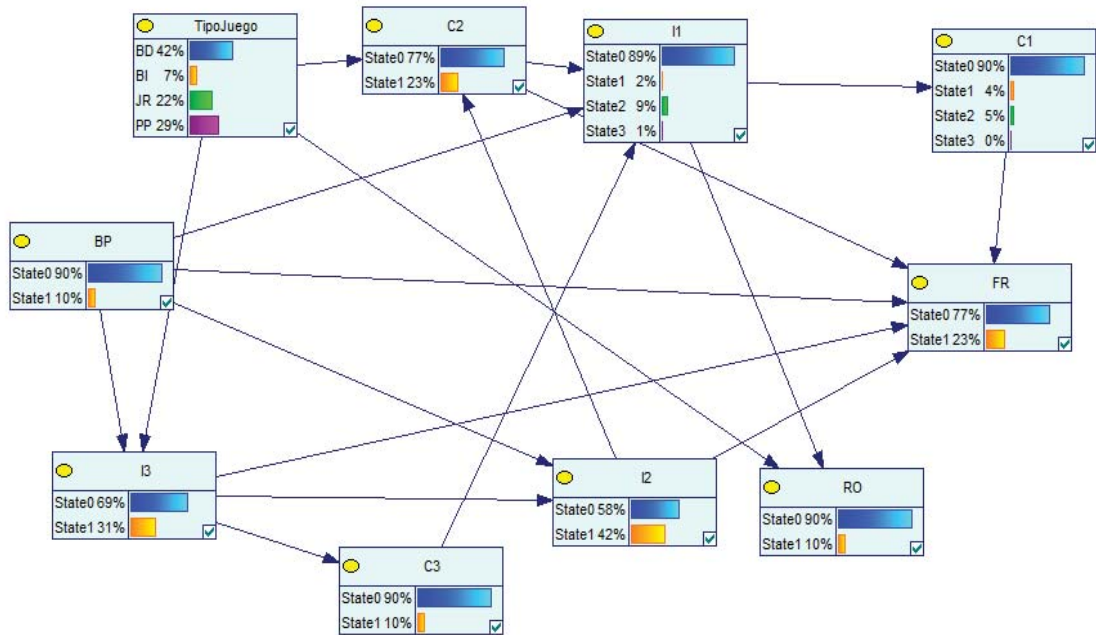 TipoJuego
BD 42%
BI 7%
JR 22%
PP 29%
C2
State0 77%
State1 23%
I1
State0 89%
State1 2%
State2 9%
State3 1%
C1
State0 90%
State1 4%
State2 5%
State3 0%
BP
State0 90%
State1 10%
FR
State0 77%
State1 23%
I3
State0 69%
State1 31%
I2
State0 58%
State1 42%
RO
State0 90%
State1 10%
C3
State0 90%
State1 10%